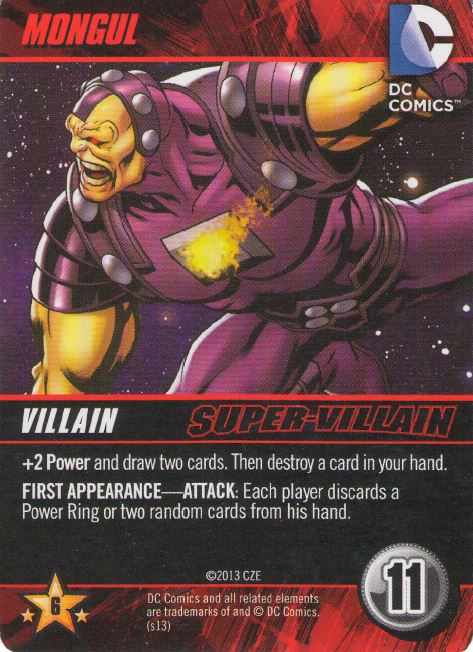 MONGUL
DC
DC
COMICS™
VILLAIN
SUPER-VILLAIN
+2 Power and draw two cards. Then destroy a card in your hand.
FIRST APPEARANCE—ATTACK: Each player discards a
Power Ring or two random cards from his hand.
©2013 CZE
6
DC Comics and all related elements
are trademarks of and © DC Comics.
(s13)
11